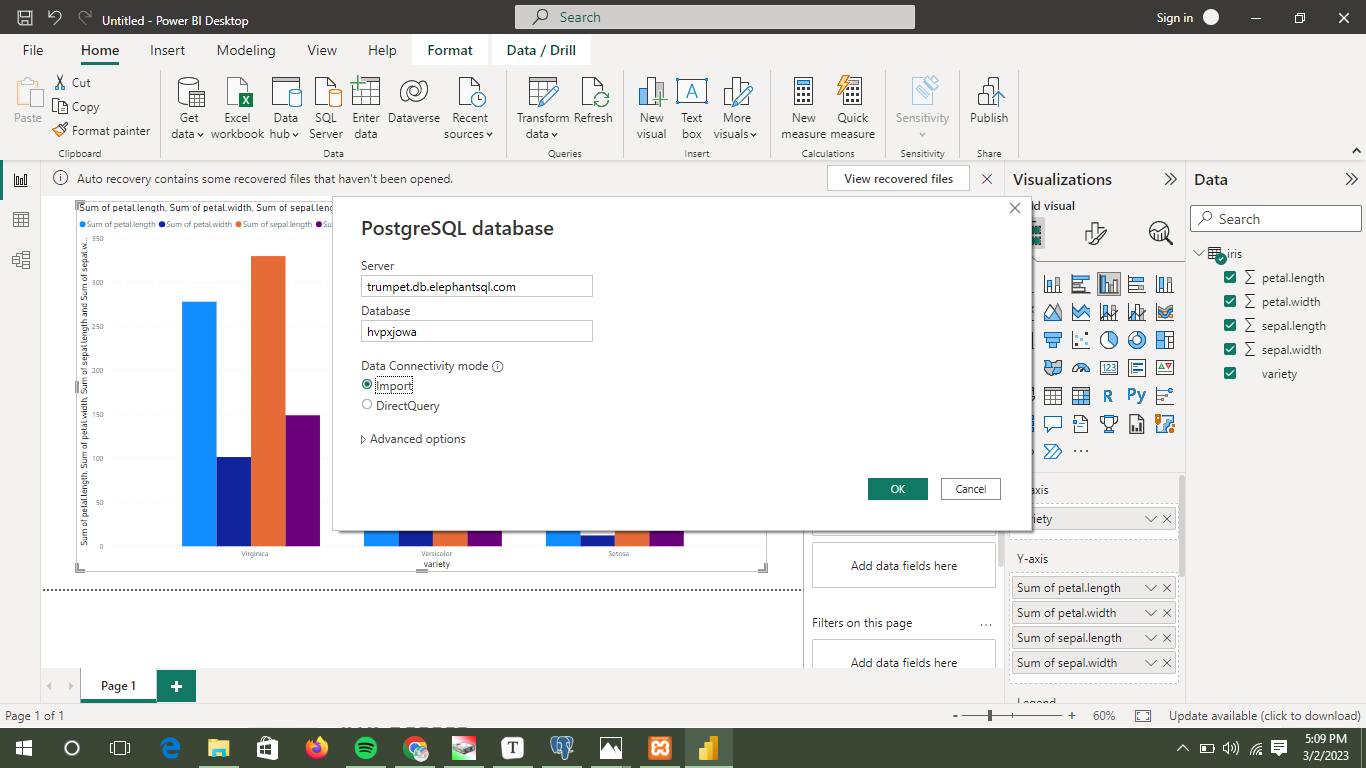 Untitled - Power BI Desktop
Search
Sign in
File
Home
Insert
Modeling
View
Help
Format
Data / Drill
Paste
Cut
Copy
Format painter
Clipboard
Get data
Excel workbook
Data hub
SQL Server
Enter data
Dataverse
Recent sources
Data
Transform data
Refresh
Queries
New visual
Text box
More visuals
Insert
New measure
Quick measure
Calculations
Sensitivity
Sensitivity
Publish
Share
Auto recovery contains some recovered files that haven't been opened.
View recovered files
Sum of petal.length, Sum of petal.width, Sum of
Sum of petal.length
Sum of petal.width
Sum of sepal.length
Sum of petal.length, Sum of petal.width, Sum of sepal.length and Sum of sepal.w...
350
300
250
200
150
100
50
0
Virginica
Versicolor
Setosa
variety
PostgreSQL database
Server
trumpet.db.elephantsql.com
Database
hvpxjowa
Data Connectivity mode
Import
DirectQuery
Advanced options
OK
Cancel
Add data fields here
Filters on this page
...
Add data fields here
Visualizations
visual
123
R
Py
...
Y-axis
Sum of petal.length
Sum of petal.width
Sum of sepal.length
Sum of sepal.width
Legend
Data
Search
iris
petal.length
petal.width
sepal.length
sepal.width
variety
Page 1
Page 1 of 1
- + 60%
Update available (click to download)
5:09 PM
3/2/2023